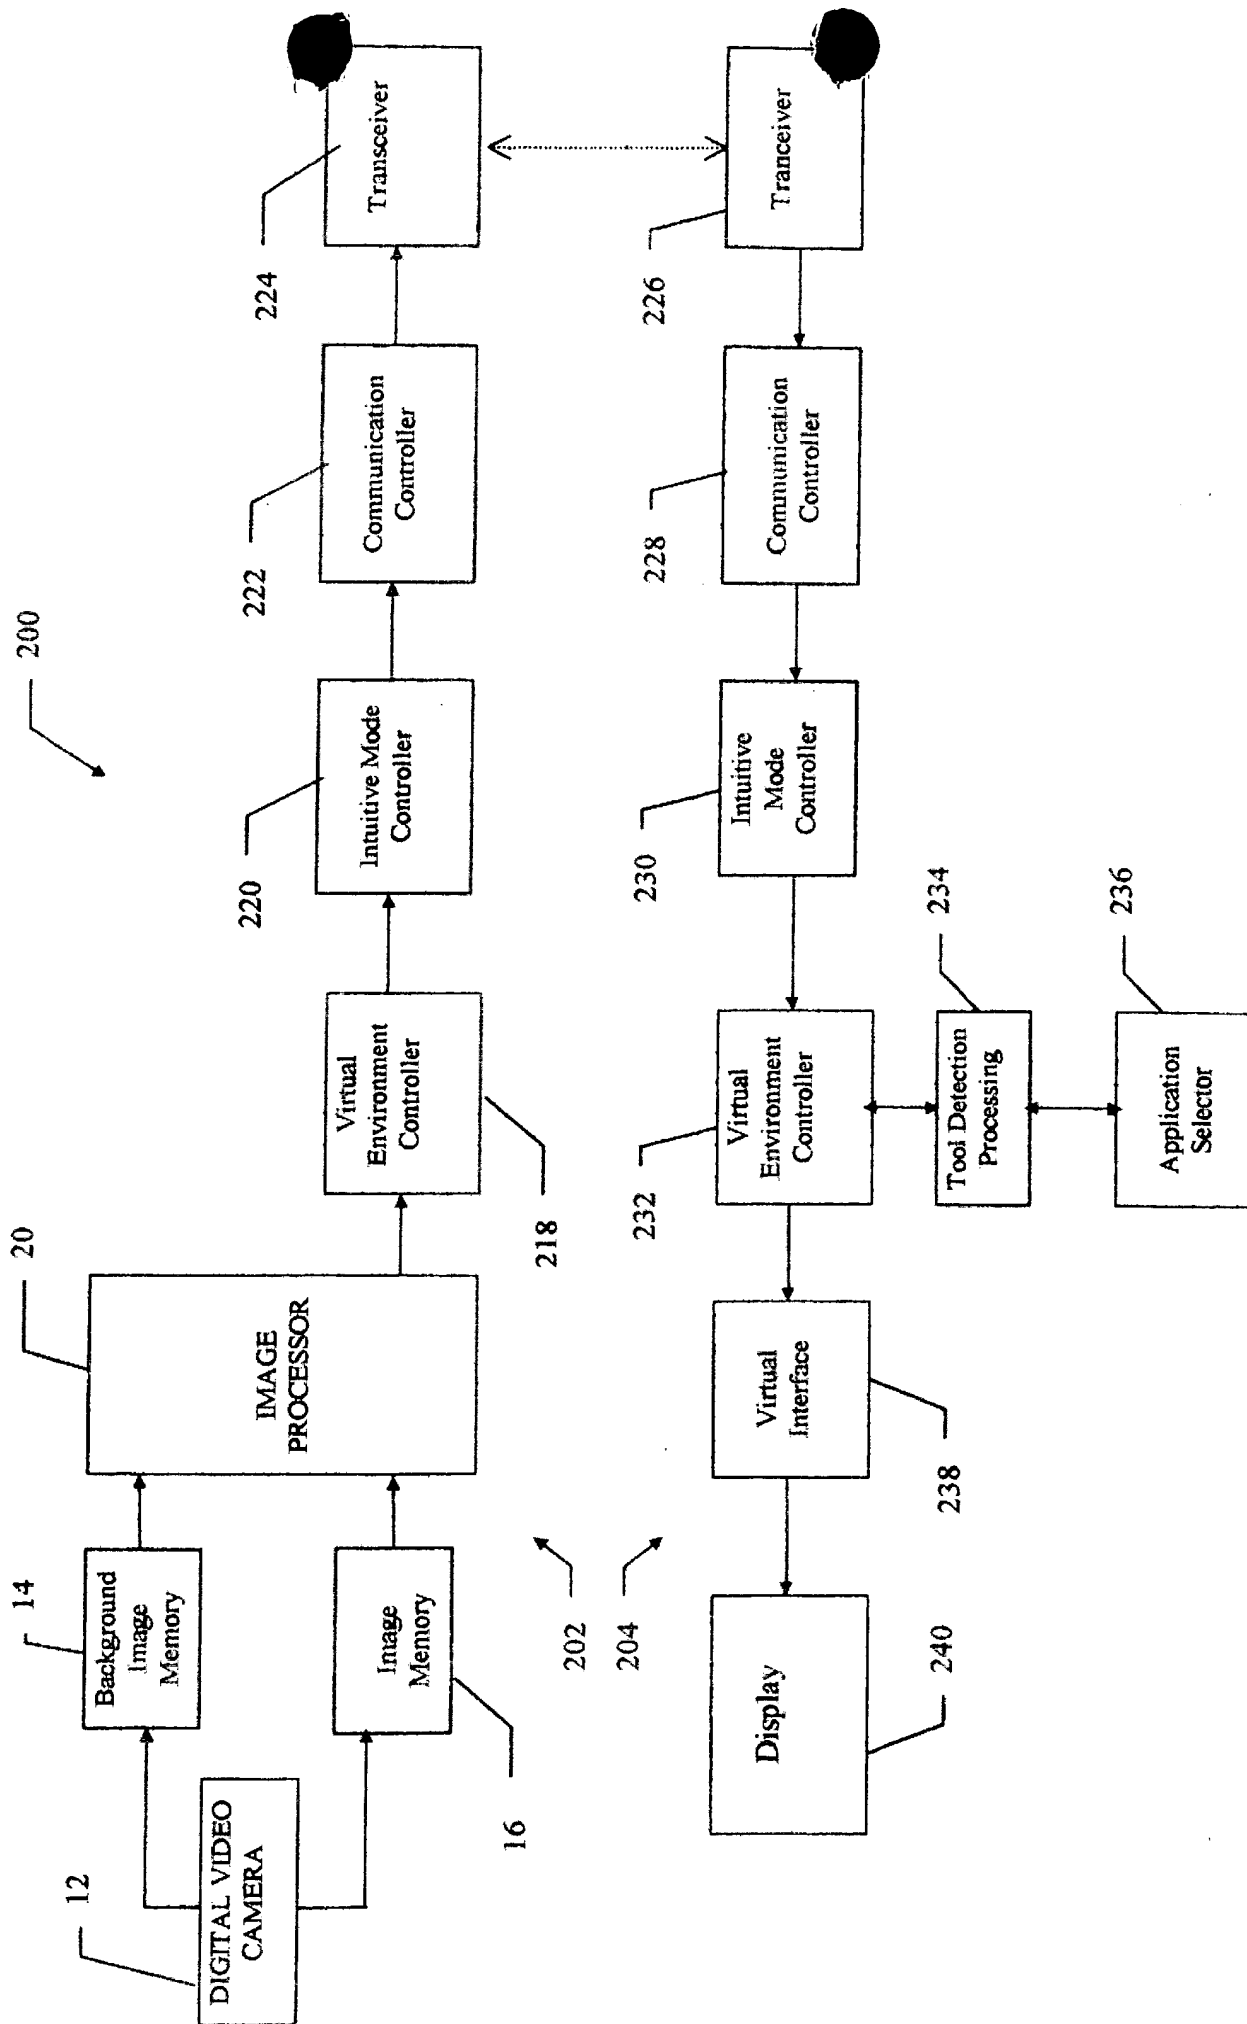 200
12
DIGITAL VIDEO
CAMERA
14
Background
Image
Memory
16
Image
Memory
20
IMAGE
PROCESSOR
218
Virtual
Environment
Controller
220
Intuitive Mode
Controller
222
Communication
Controller
224
Transceiver
202
204
226
Tranceiver
228
Communication
Controller
230
Intuitive
Mode
Controller
232
Virtual
Environment
Controller
234
Tool Detection
Processing
236
Application
Selector
238
Virtual
Interface
240
Display